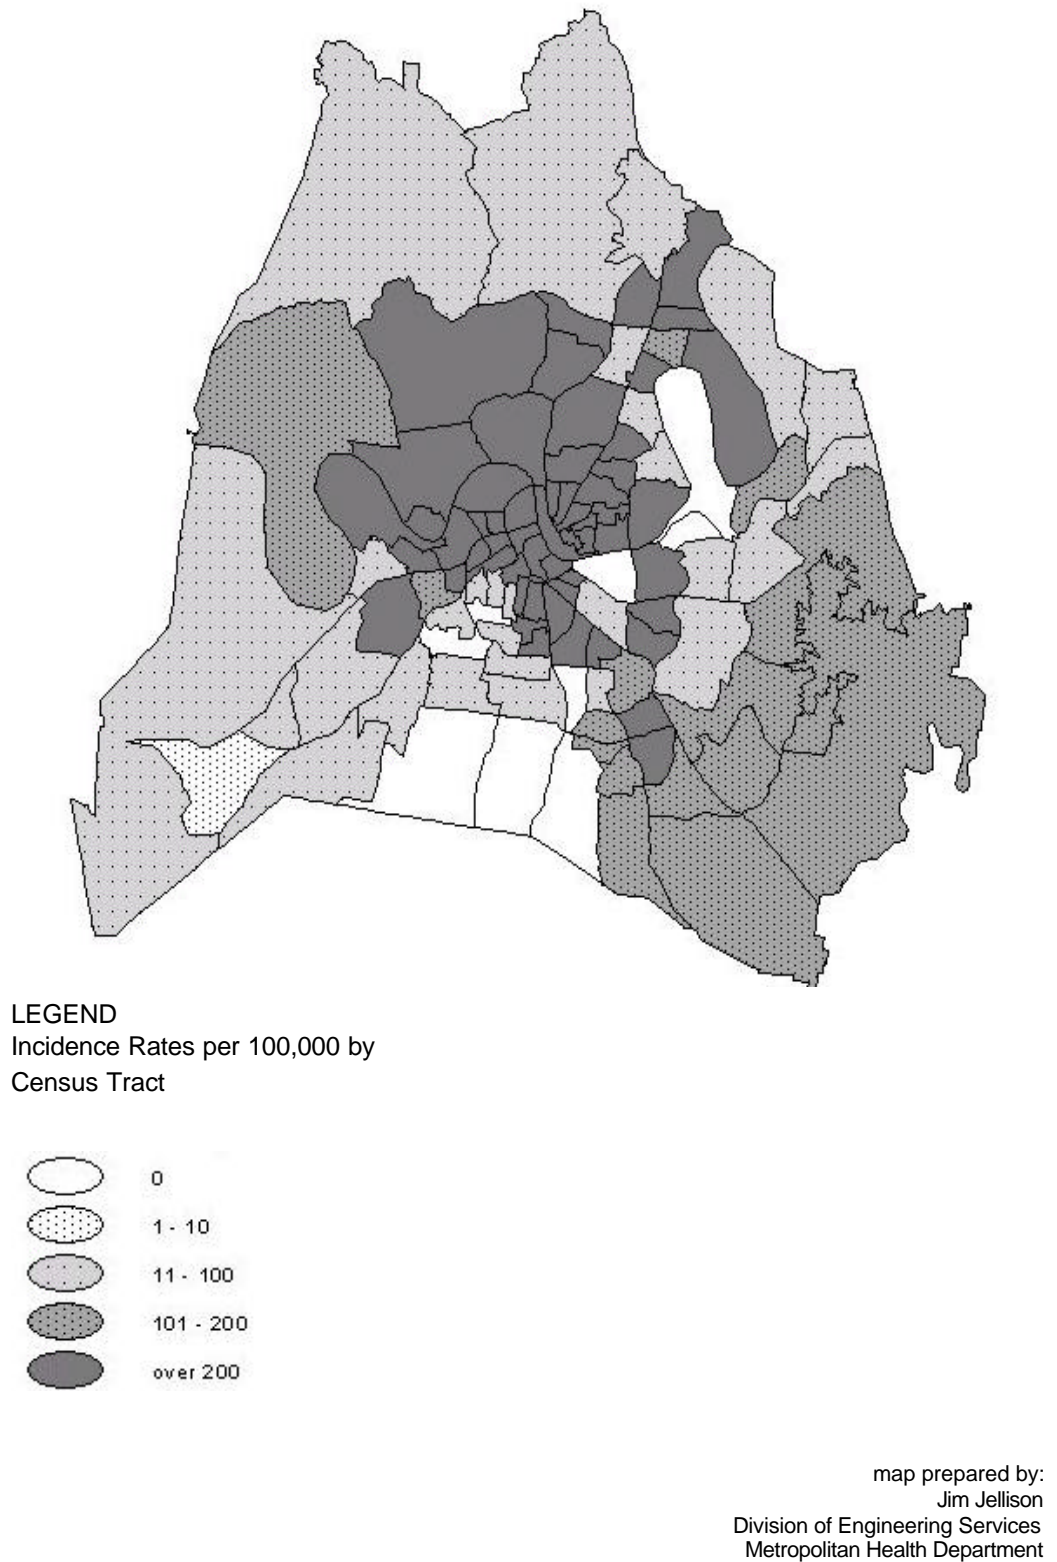 LEGEND
Incidence Rates per 100,000 by
Census Tract
0
1 - 10
11 - 100
101 - 200
over 200
map prepared by:
Jim Jellison
Division of Engineering Services
Metropolitan Health Department